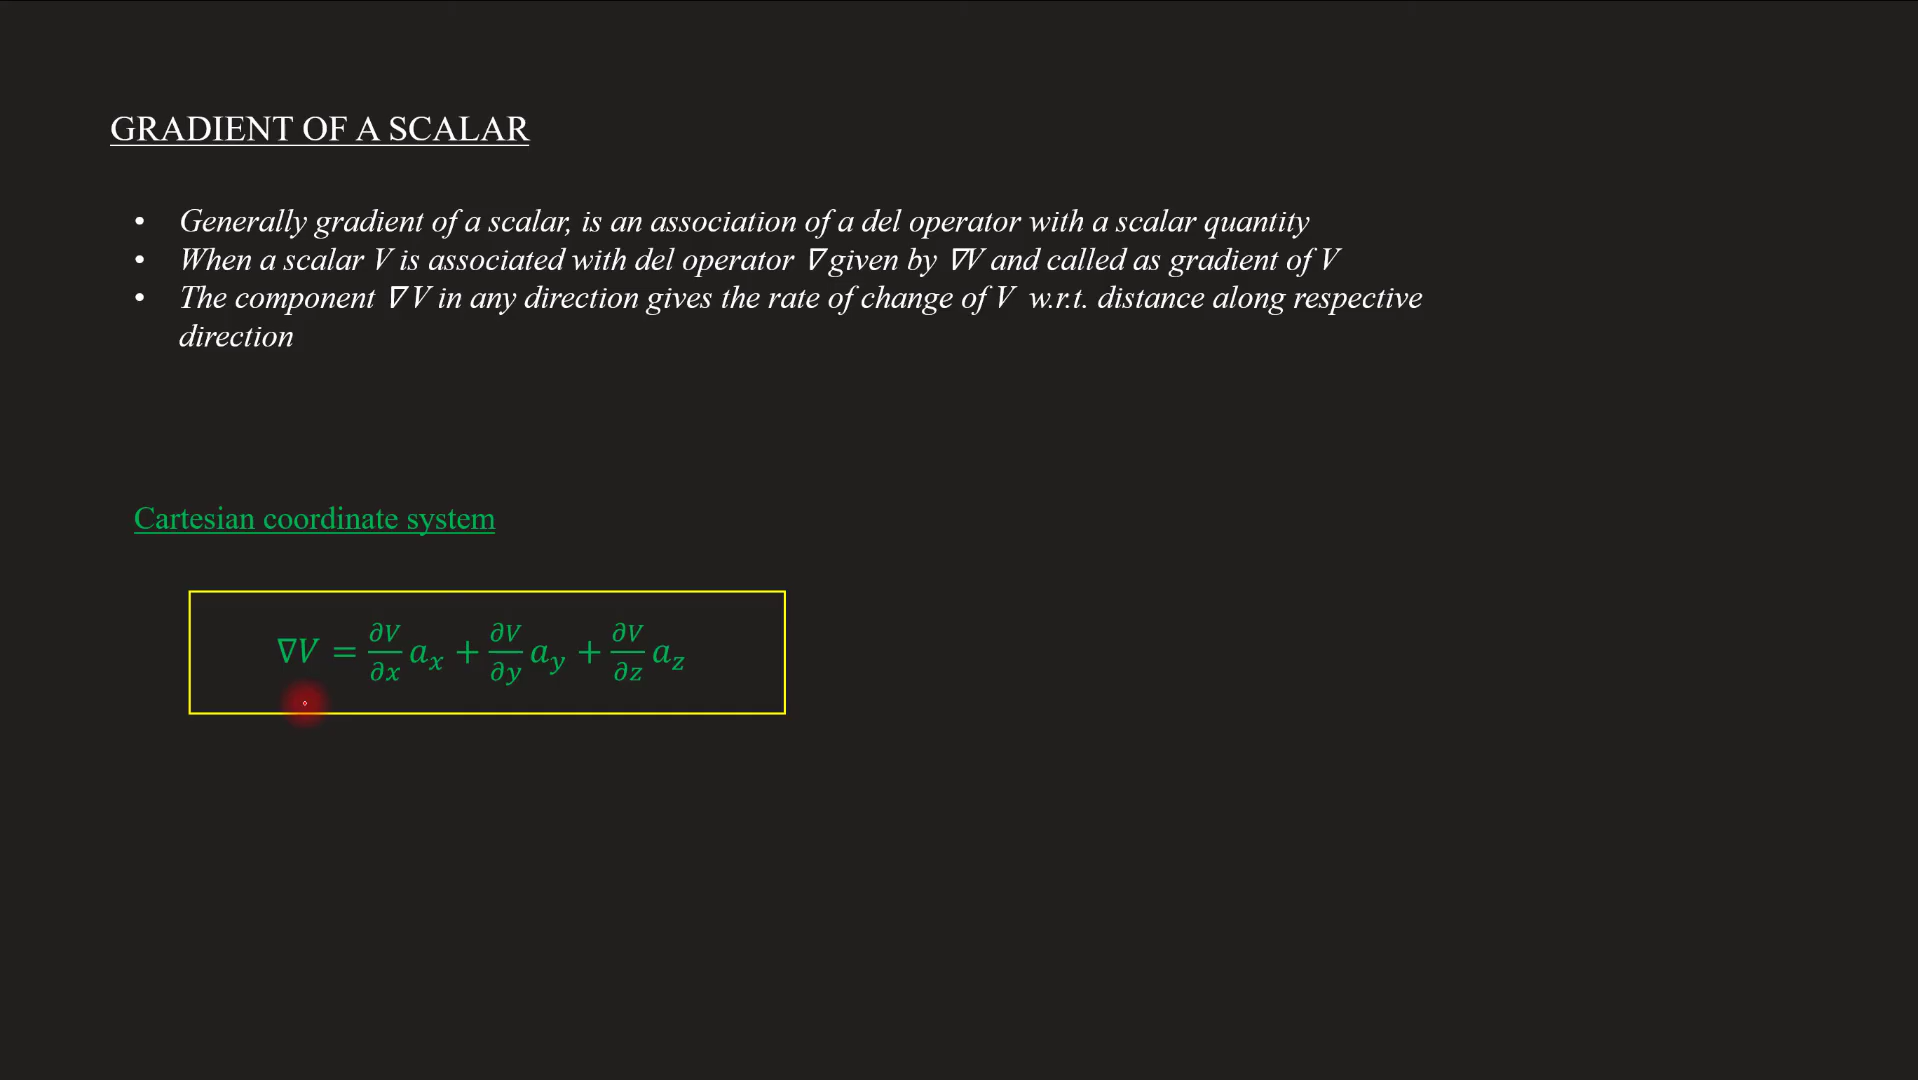 GRADIENT OF A SCALAR
• Generally gradient of a scalar, is an association of a del operator with a scalar quantity
• When a scalar V is associated with del operator ∇ given by ∇V and called as gradient of V
• The component ∇ V in any direction gives the rate of change of V w.r.t. distance along respective
direction
Cartesian coordinate system
∇V = ∂V/∂x aₓ + ∂V/∂y a_y + ∂V/∂z a_z